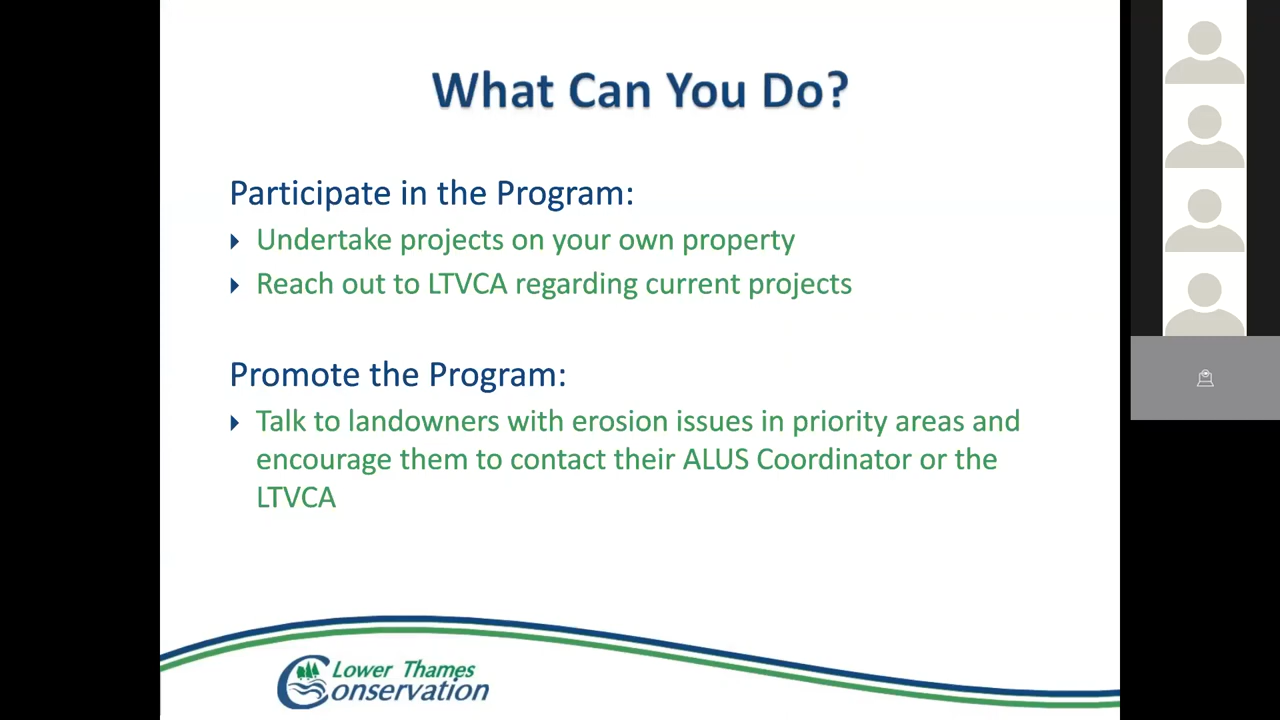 What Can You Do?
Participate in the Program:
Undertake projects on your own property
Reach out to LTVCA regarding current projects
Promote the Program:
Talk to landowners with erosion issues in priority areas and
encourage them to contact their ALUS Coordinator or the
LTVCA
Lower Thames
Conservation